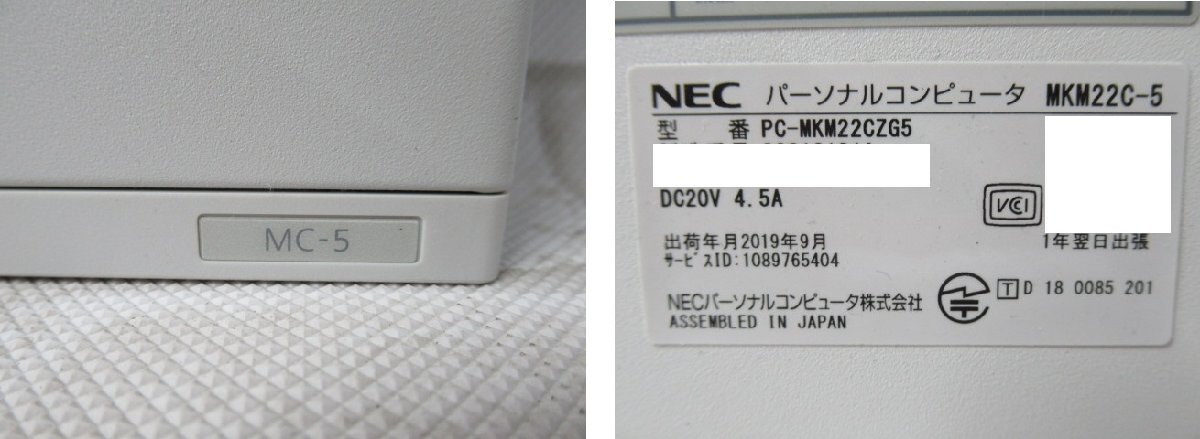 MC-5
NEC パーソナルコンピュータ MKM22C-5
型 番 PC-MKM22CZG5
DC20V 4.5A
VCCI
出荷年月2019年9月 1年翌日出張
ｻｰﾋﾞｽID:1089765404
NECパーソナルコンピュータ株式会社
T D 18 0085 201
ASSEMBLED IN JAPAN